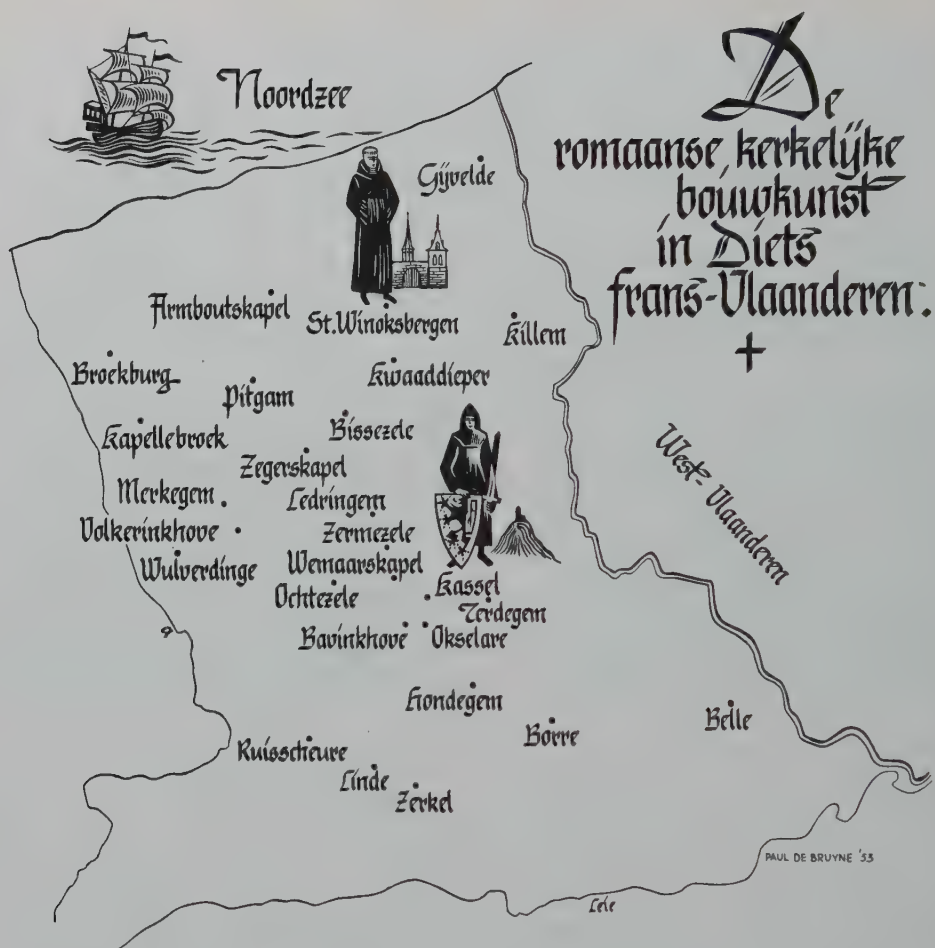 Noordzee
De
romaanse kerkelijke
bouwkunst
in Diets
frans-Vlaanderen:
Gijvelde
Armboutskapel
St.Winoksbergen
Killem
Broekburg
Pitgam
Kwaaddieper
Kapellebroek
Bissezele
Zegerskapel
West-Vlaanderen
Merkegem
Ledringem
Volkerinkhove
Zermezele
Wulverdinge
Wemaarskapel
Ochtezele
Kassel
Terdegem
Bavinkhove
Okselare
Hondegem
Borre
Belle
Ruisscheure
Linde
Zerkel
PAUL DE BRUYNE '53
Leie